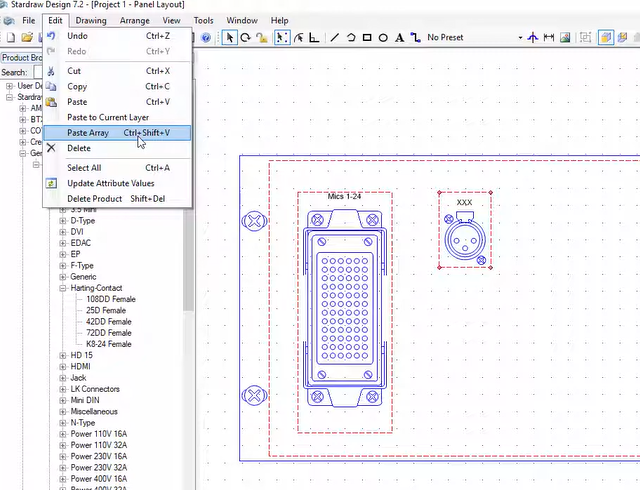 Stardraw Design 7.2 - [Project 1 - Panel Layout]
File Edit Drawing Arrange View Tools Window Help
No Preset
Product Brow
Search:
Undo Ctrl+Z
Redo Ctrl+Y
Cut Ctrl+X
Copy Ctrl+C
Paste Ctrl+V
Paste to Current Layer
Paste Array Ctrl+Shift+V
Delete
Select All Ctrl+A
Update Attribute Values
Delete Product Shift+Del
User De
Stardraw
AM
BT
CO
Cre
Gen
3.5 Mini
D-Type
DVI
EDAC
EP
F-Type
Generic
Harting-Contact
108DD Female
25D Female
42DD Female
72DD Female
K8-24 Female
HD 15
HDMI
Jack
LK Connectors
Mini DIN
Miscellaneous
N-Type
Power 110V 16A
Power 110V 32A
Power 230V 16A
Power 230V 32A
Power 400V 16A
Mics 1-24
XXX